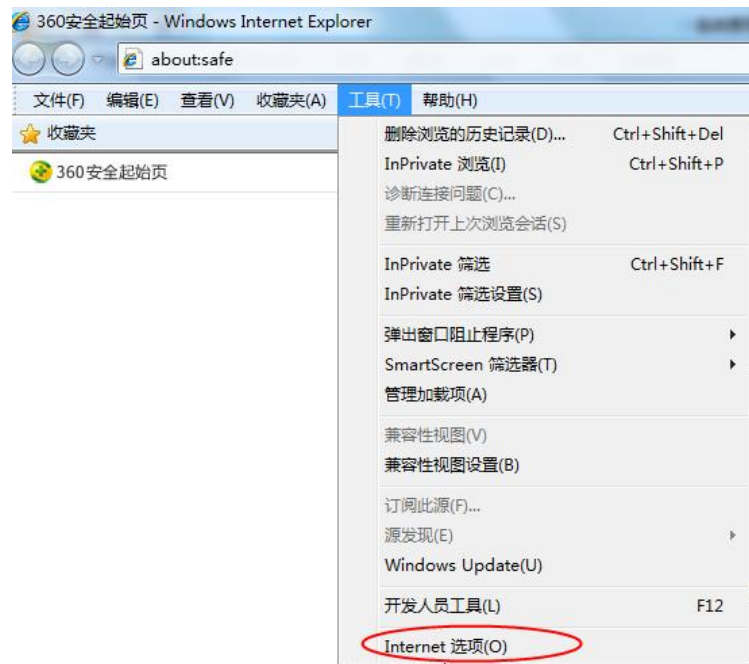 360安全起始页 - Windows Internet Explorer
about:safe
文件(F) 编辑(E) 查看(V) 收藏夹(A) 工具(T) 帮助(H)
收藏夹
360安全起始页
删除浏览的历史记录(D)... Ctrl+Shift+Del
InPrivate 浏览(I) Ctrl+Shift+P
诊断连接问题(C)...
重新打开上次浏览会话(S)
InPrivate 筛选 Ctrl+Shift+F
InPrivate 筛选设置(S)
弹出窗口阻止程序(P)
SmartScreen 筛选器(T)
管理加载项(A)
兼容性视图(V)
兼容性视图设置(B)
订阅此源(F)...
源发现(E)
Windows Update(U)
开发人员工具(L) F12
Internet 选项(O)